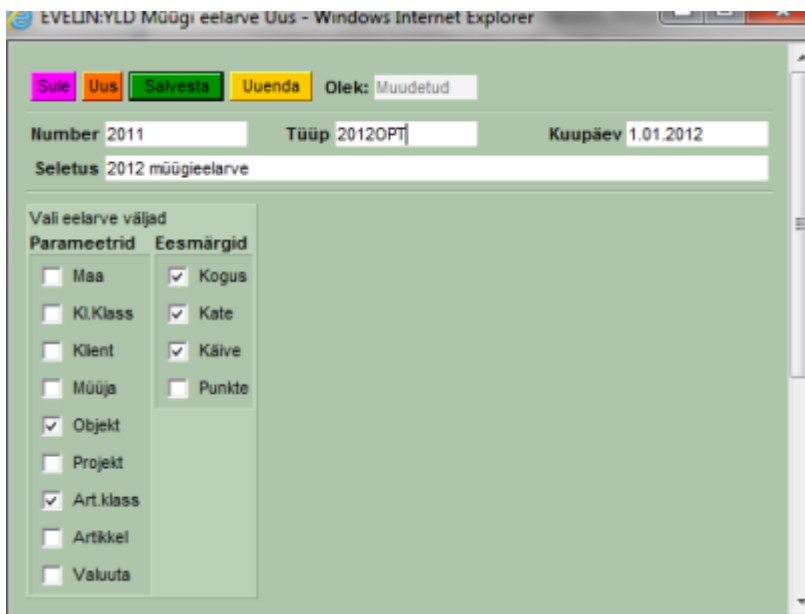 EVELIN:YLD Müügi eelarve Uus - Windows Internet Explorer
Sule Uus Salvesta Uuenda Olek: Muudetud
Number 2011 Tüüp 2012OPT Kuupäev 1.01.2012
Seletus 2012 müügieelarve
Vali eelarve väljad
Parameetrid Eesmärgid
Maa Kogus
Kl.Klass Kate
Klient Käive
Müüja Punkte
Objekt
Projekt
Art.klass
Artikkel
Valuuta